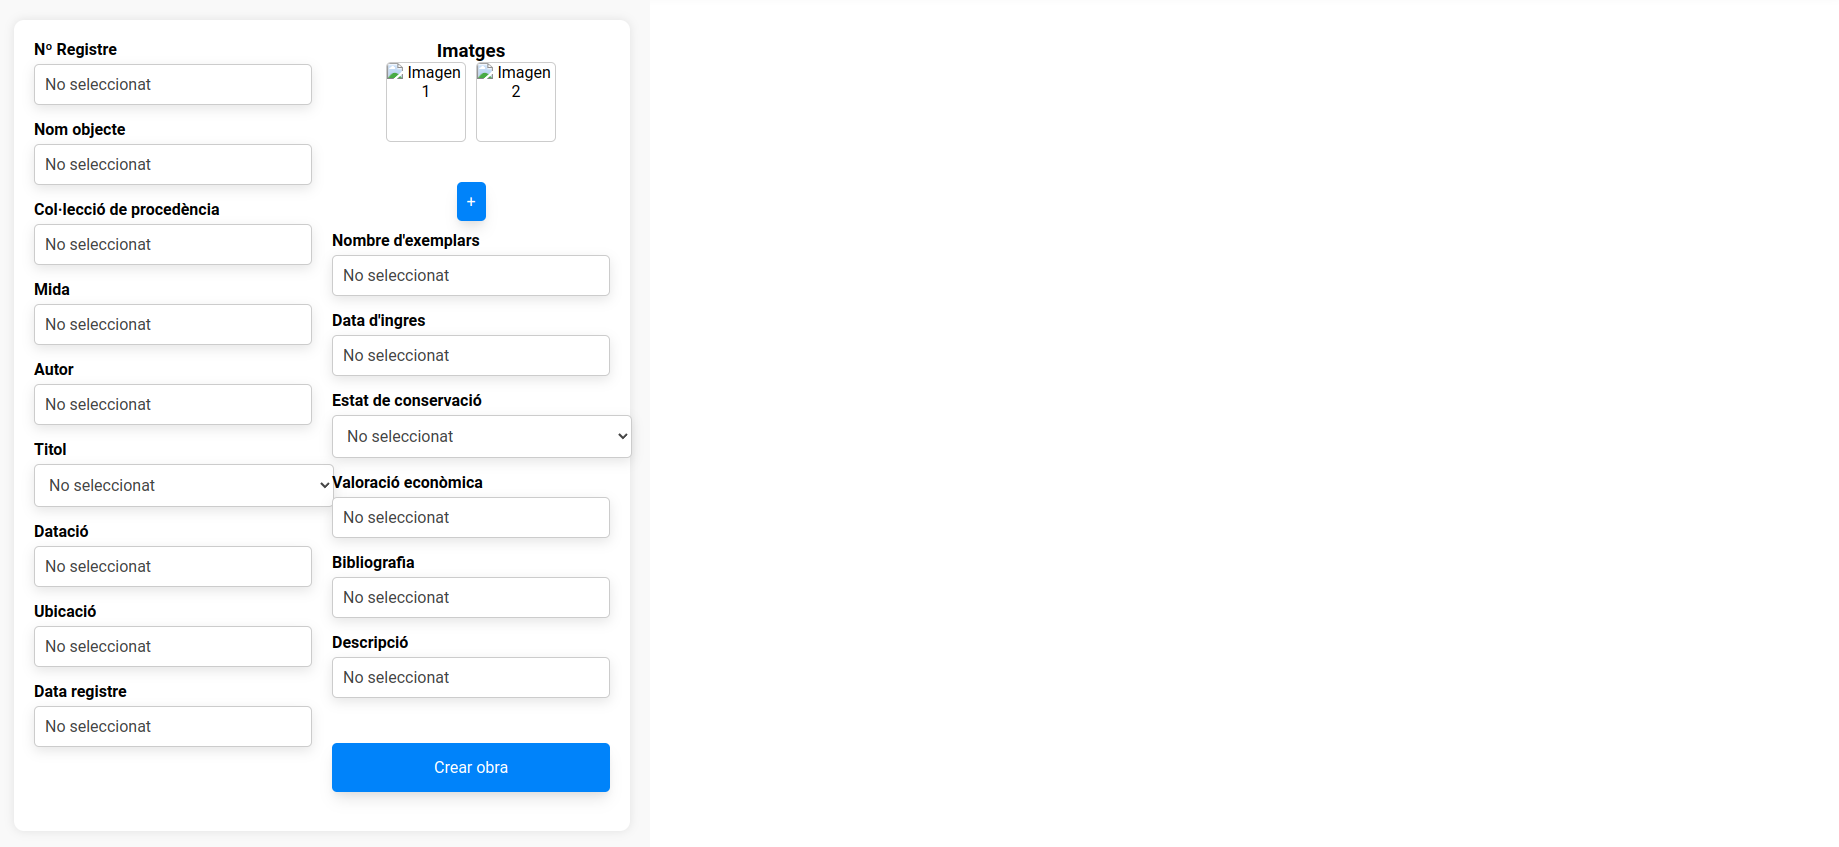 Nº Registre
No seleccionat
Nom objecte
No seleccionat
Col·lecció de procedència
No seleccionat
Mida
No seleccionat
Autor
No seleccionat
Titol
No seleccionat
Datació
No seleccionat
Ubicació
No seleccionat
Data registre
No seleccionat
Imatges
Imagen
1
Imagen
2
+
Nombre d'exemplars
No seleccionat
Data d'ingres
No seleccionat
Estat de conservació
No seleccionat
Valoració econòmica
No seleccionat
Bibliografia
No seleccionat
Descripció
No seleccionat
Crear obra